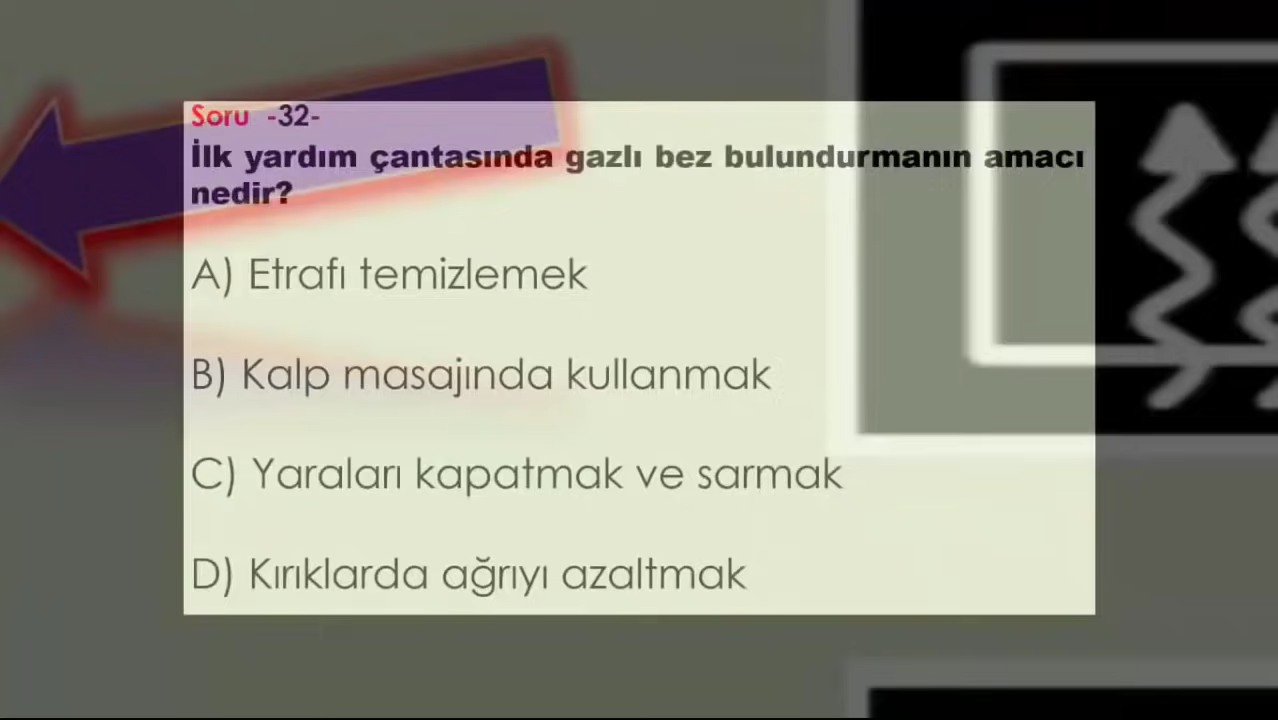 Soru -32-
İlk yardım çantasında gazlı bez bulundurmanın amacı
nedir?
A) Etrafı temizlemek
B) Kalp masajında kullanmak
C) Yaraları kapatmak ve sarmak
D) Kırıklarda ağrıyı azaltmak